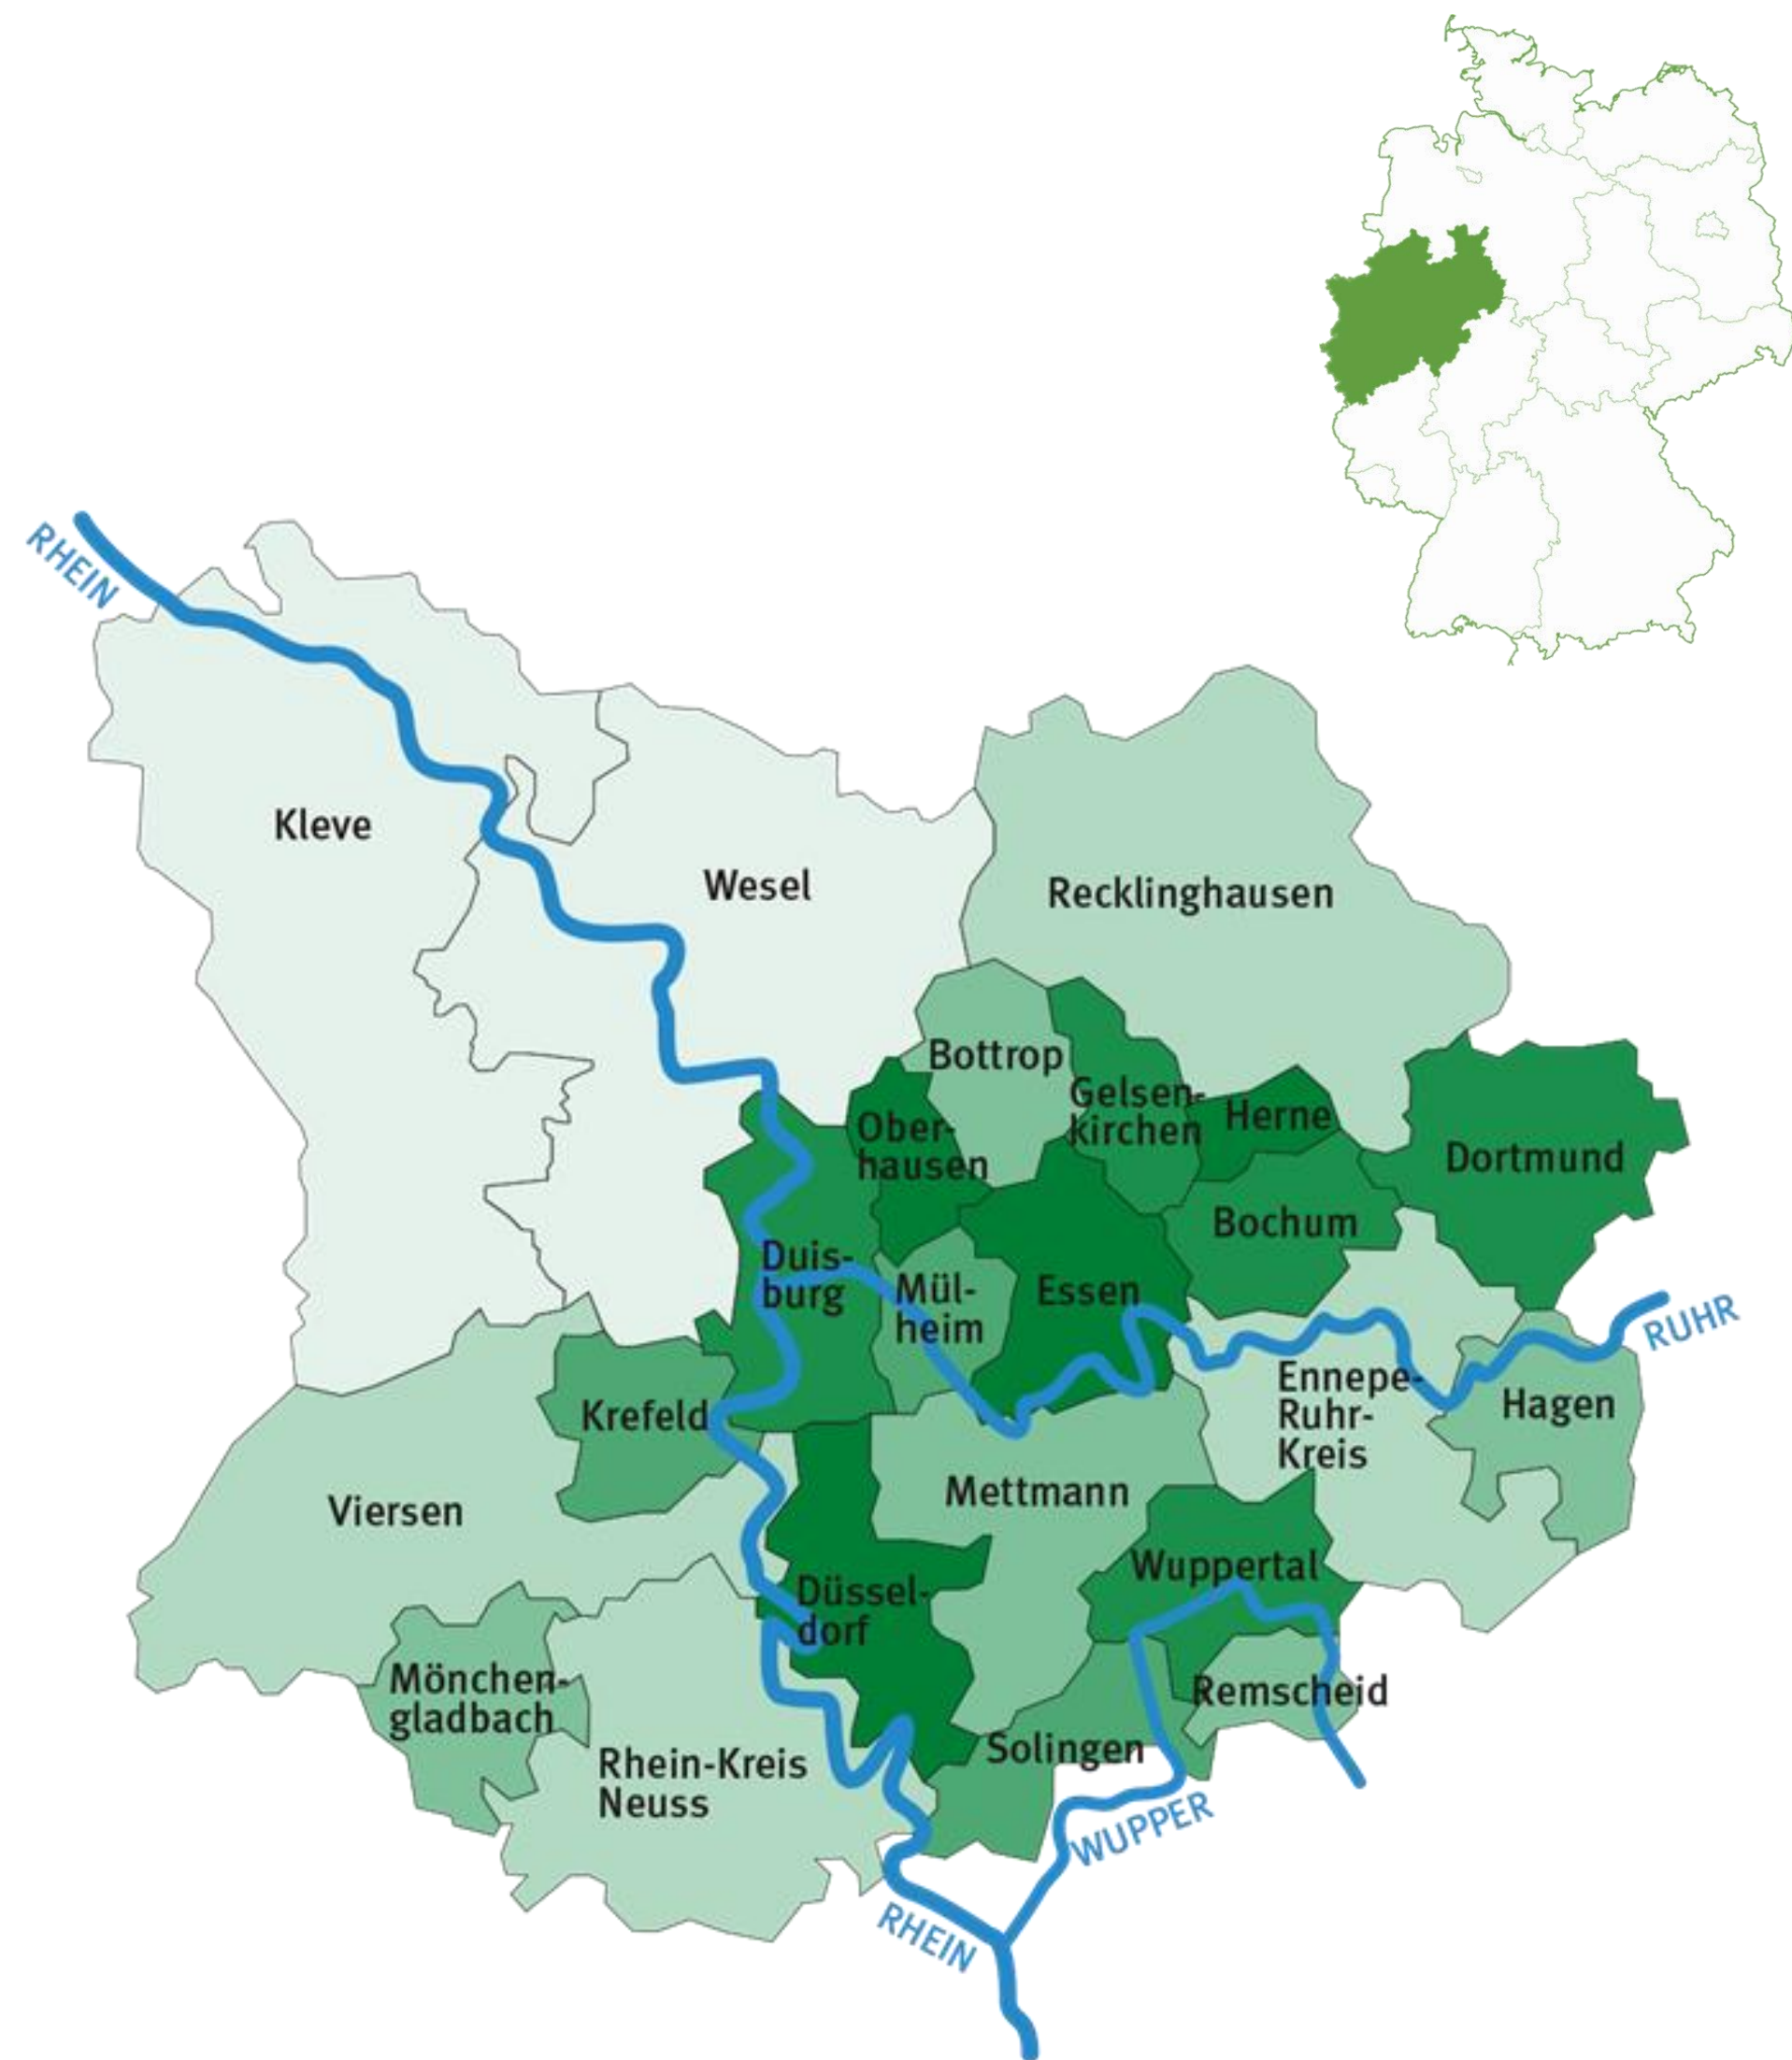 RHEIN
Kleve
Wesel
Recklinghausen
Bottrop
Gelsen-
kirchen
Herne
Ober-
hausen
Dortmund
Bochum
Duis-
burg
Mül-
heim
Essen
RUHR
Ennepe-
Ruhr-
Kreis
Hagen
Krefeld
Mettmann
Viersen
Wuppertal
Düssel-
dorf
Mönchen-
gladbach
Remscheid
Solingen
Rhein-Kreis
Neuss
WUPPER
RHEIN